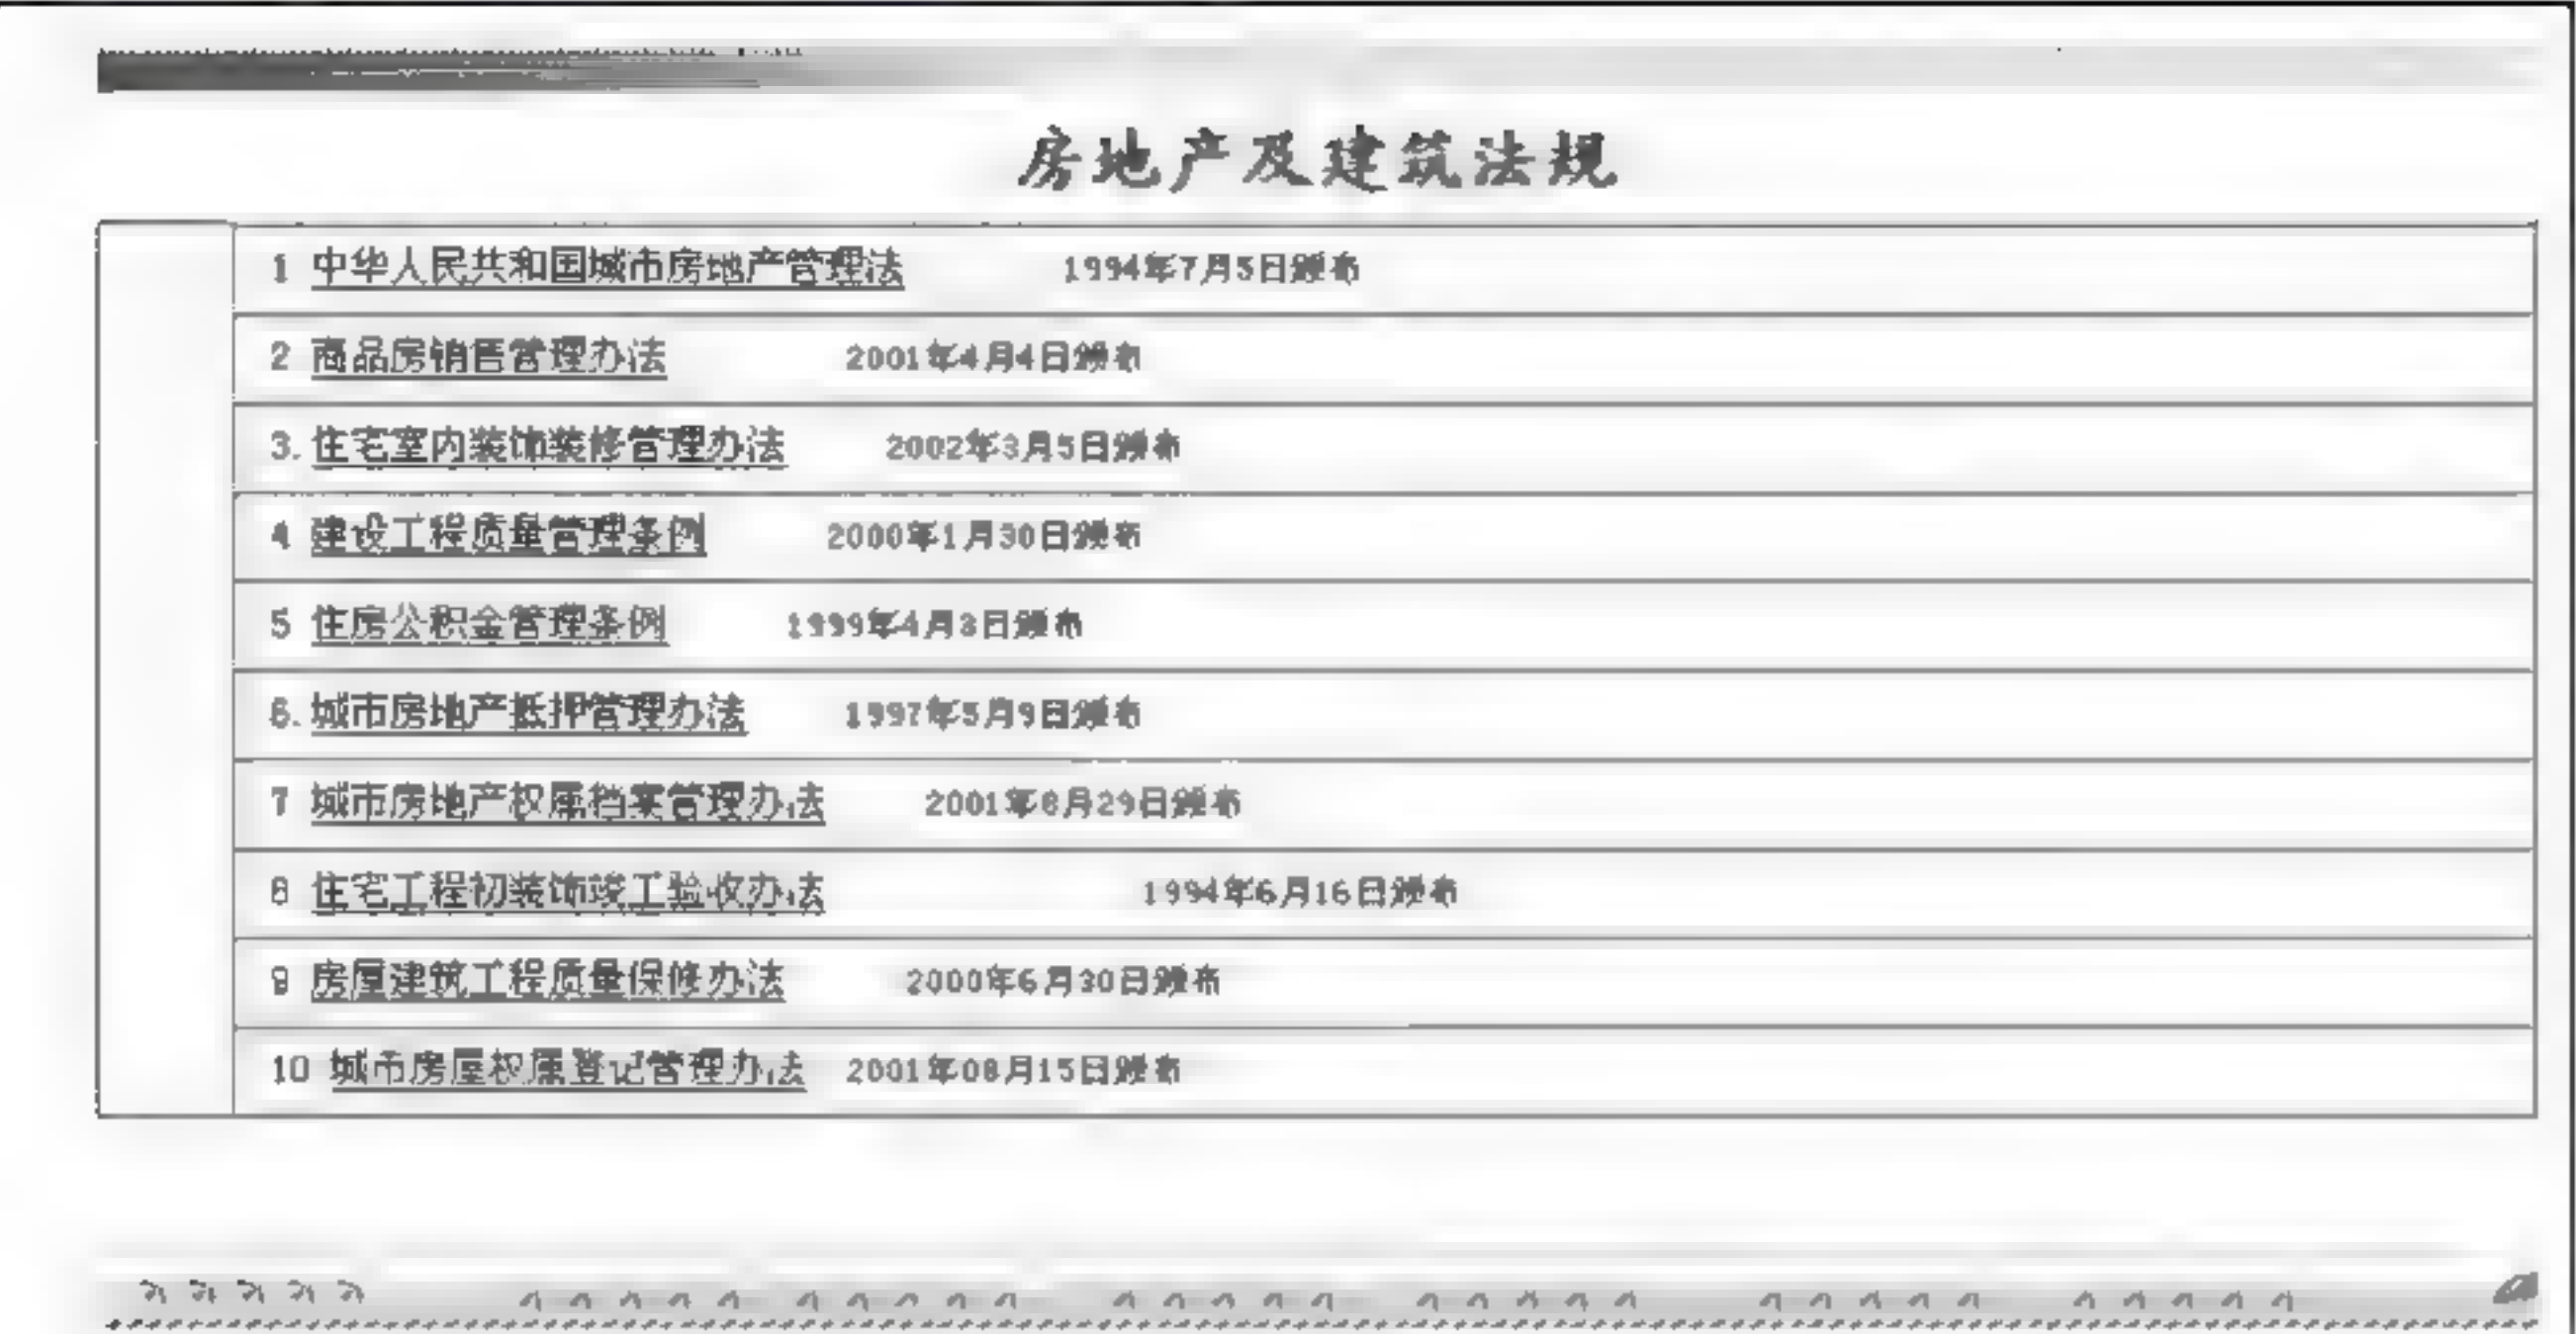 房地产及建筑法规
1 中华人民共和国城市房地产管理法 1994年7月5日颁布
2 商品房销售管理办法 2001年4月4日颁布
3. 住宅室内装饰装修管理办法 2002年3月5日颁布
4 建设工程质量管理条例 2000年1月30日颁布
5 住房公积金管理条例 1999年4月3日颁布
6. 城市房地产抵押管理办法 1997年5月9日颁布
7 城市房地产权属档案管理办法 2001年8月29日颁布
8 住宅工程初装饰竣工验收办法 1994年6月16日颁布
9 房屋建筑工程质量保修办法 2000年6月30日颁布
10 城市房屋权属登记管理办法 2001年08月15日颁布